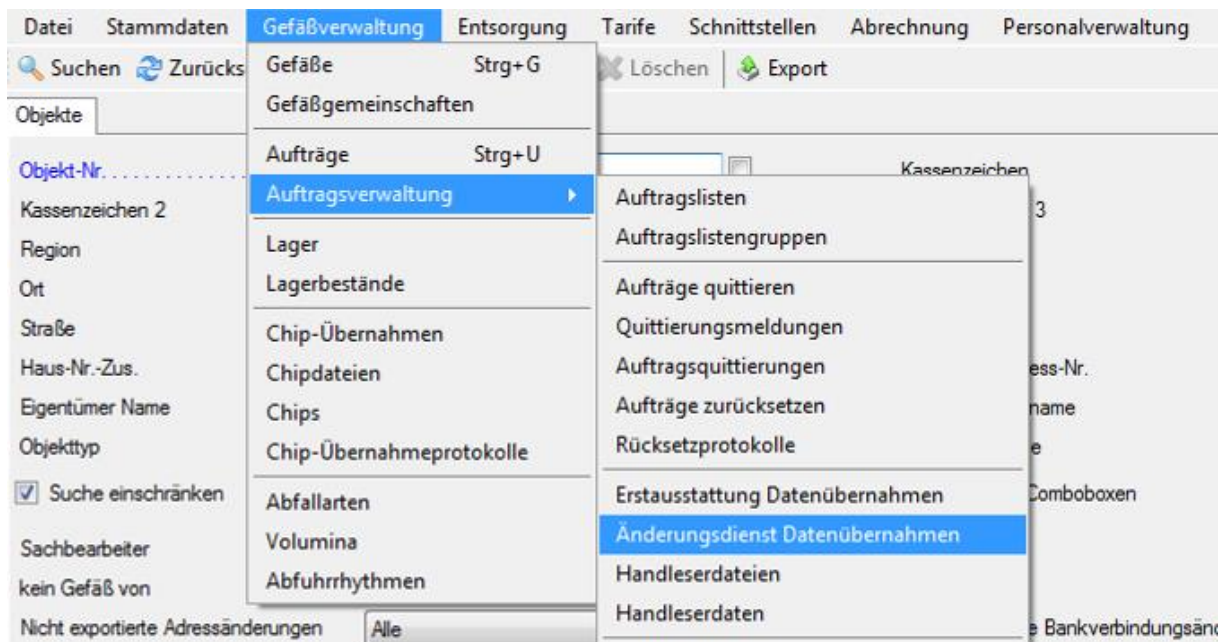 Datei Stammdaten Gefäßverwaltung Entsorgung Tarife Schnittstellen Abrechnung Personalverwaltung
Suchen Zurücks Löschen Export
Objekte
Gefäße Strg+G
Gefäßgemeinschaften
Aufträge Strg+U
Auftragsverwaltung
Lager
Lagerbestände
Chip-Übernahmen
Chipdateien
Chips
Chip-Übernahmeprotokolle
Abfallarten
Volumina
Abfuhrrhythmen
Auftragslisten
Auftragslistengruppen
Aufträge quittieren
Quittierungsmeldungen
Auftragsquittierungen
Aufträge zurücksetzen
Rücksetzprotokolle
Erstausstattung Datenübernahmen
Änderungsdienst Datenübernahmen
Handleserdateien
Handleserdaten
Objekt-Nr. . . . . . . . . . . . . .
Kassenzeichen 2
Region
Ort
Straße
Haus-Nr.-Zus.
Eigentümer Name
Objekttyp
Suche einschränken
Sachbearbeiter
kein Gefäß von
Nicht exportierte Adressänderungen Alle
Kassenzeichen
3
ess-Nr.
name
e
Comboboxen
e Bankverbindungsänd